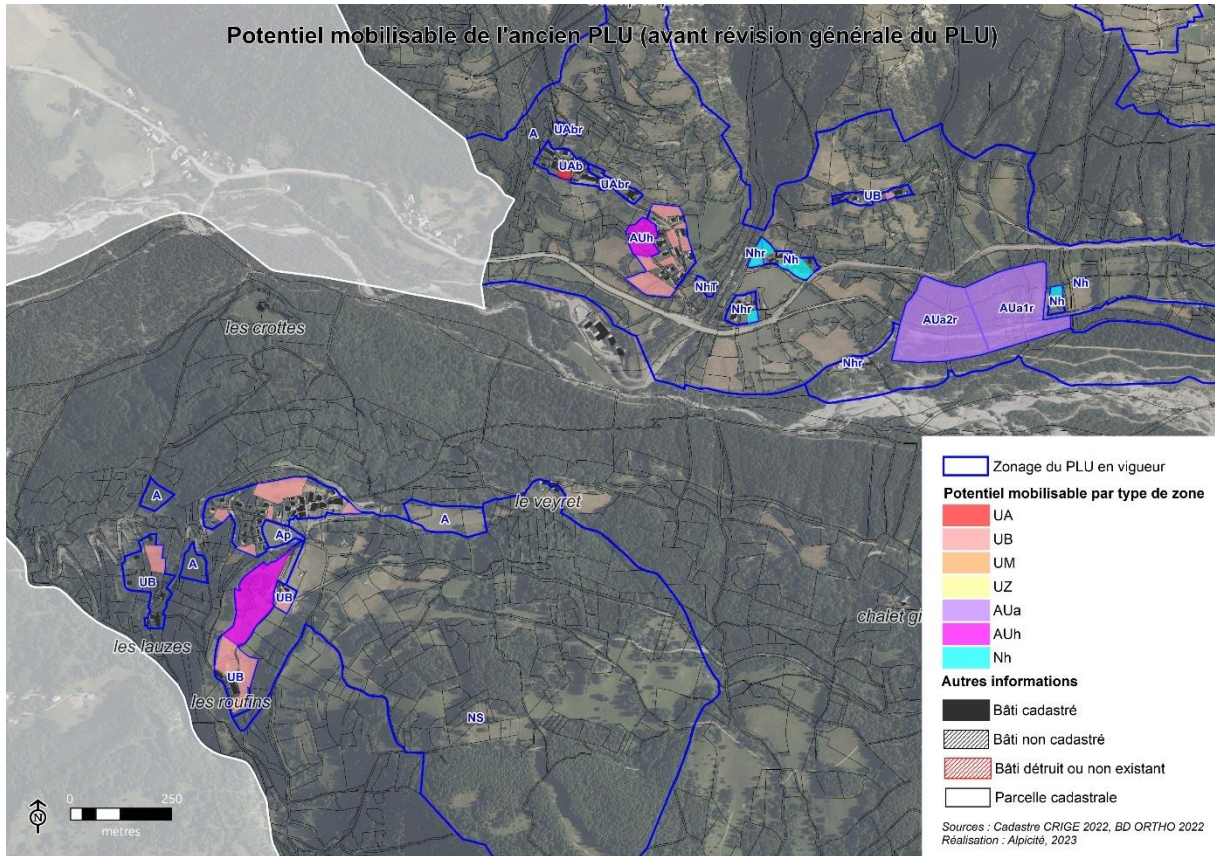 Potentiel mobilisable de l'ancien PLU (avant révision générale du PLU)
A
UAbr
UAb
UAbr
UB
AUh
Nhr
Nh
NhT
Nhr
Nh
Nh
AUa2r
AUa1r
Nhr
les crottes
A
le veyret
A
Ap
A
UB
UB
chalet gi
les lauzes
UB
les roufins
NS
0
250
mètres
N
Zonage du PLU en vigueur
Potentiel mobilisable par type de zone
UA
UB
UM
UZ
AUa
AUh
Nh
Autres informations
Bâti cadastré
Bâti non cadastré
Bâti détruit ou non existant
Parcelle cadastrale
Sources : Cadastre CRIGE 2022, BD ORTHO 2022
Réalisation : Alpicité, 2023